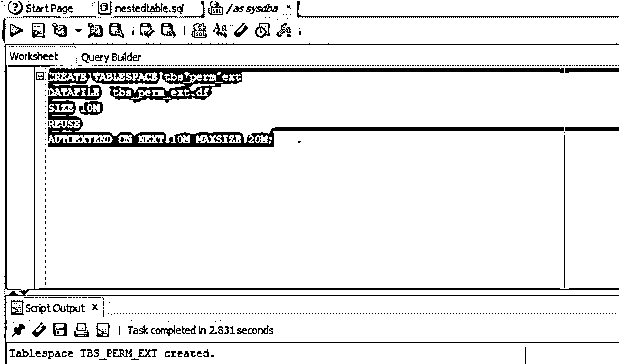 Start Page nestedtable.sql / as sysdba
Worksheet Query Builder
CREATE TABLESPACE tbs_perm_ext
DATAFILE 'tbs_perm_ext.df'
SIZE 10M
REUSE
AUTOEXTEND ON NEXT 10M MAXSIZE 20M;
Script Output
Task completed in 2.831 seconds
Tablespace TBS_PERM_EXT created.